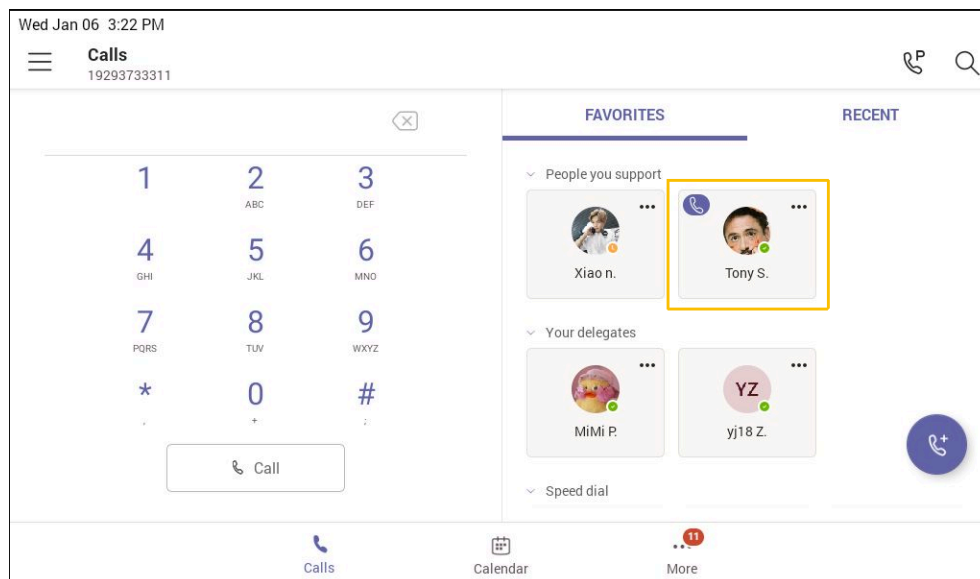 Wed Jan 06 3:22 PM
Calls
19293733311
P
FAVORITES
RECENT
1
2
3
ABC
DEF
4
5
6
GHI
JKL
MNO
7
8
9
PQRS
TUV
WXYZ
*
0
#
,
+
;
Call
People you support
Xiao n.
Tony S.
Your delegates
MiMi P.
YZ
yj18 Z.
Speed dial
Calls
Calendar
11
More